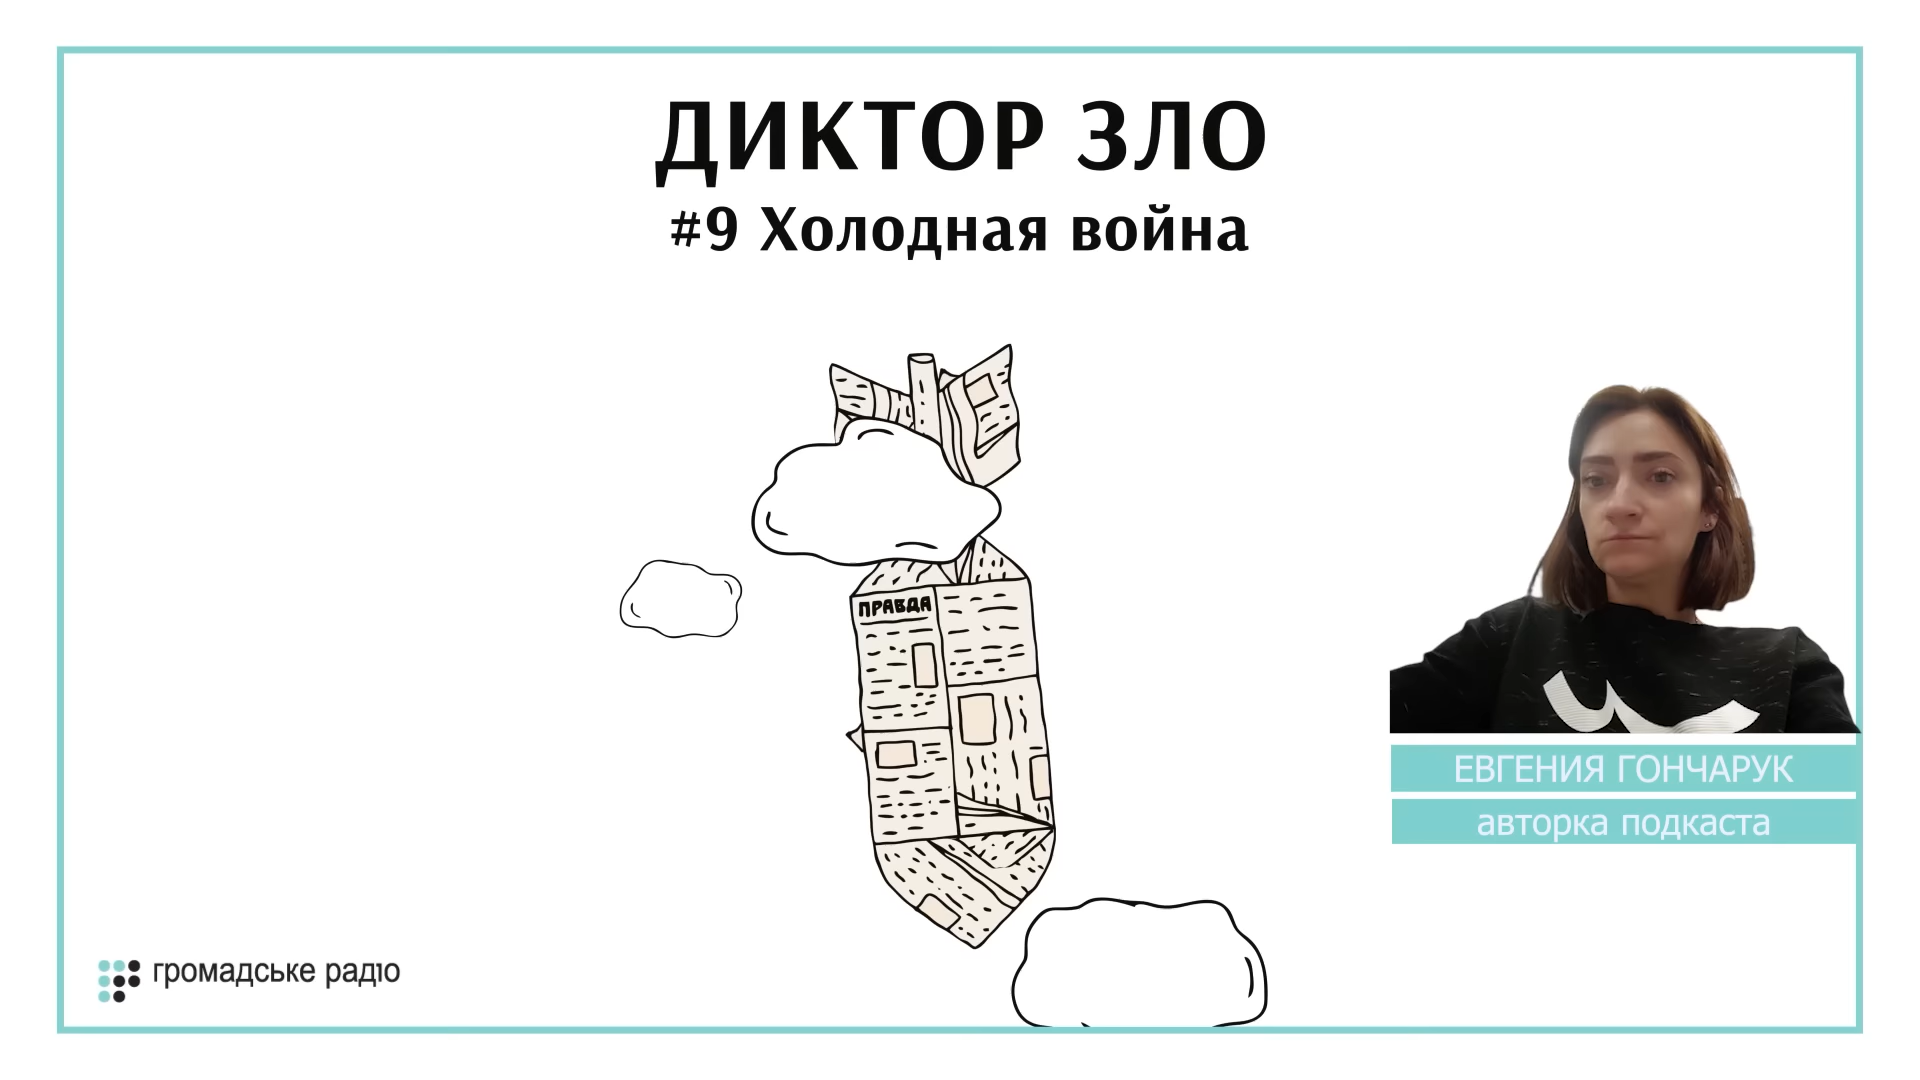 ДИКТОР ЗЛО
#9 Холодная война
ПРАВДА
ЕВГЕНИЯ ГОНЧАРУК
авторка подкаста
громадське радіо